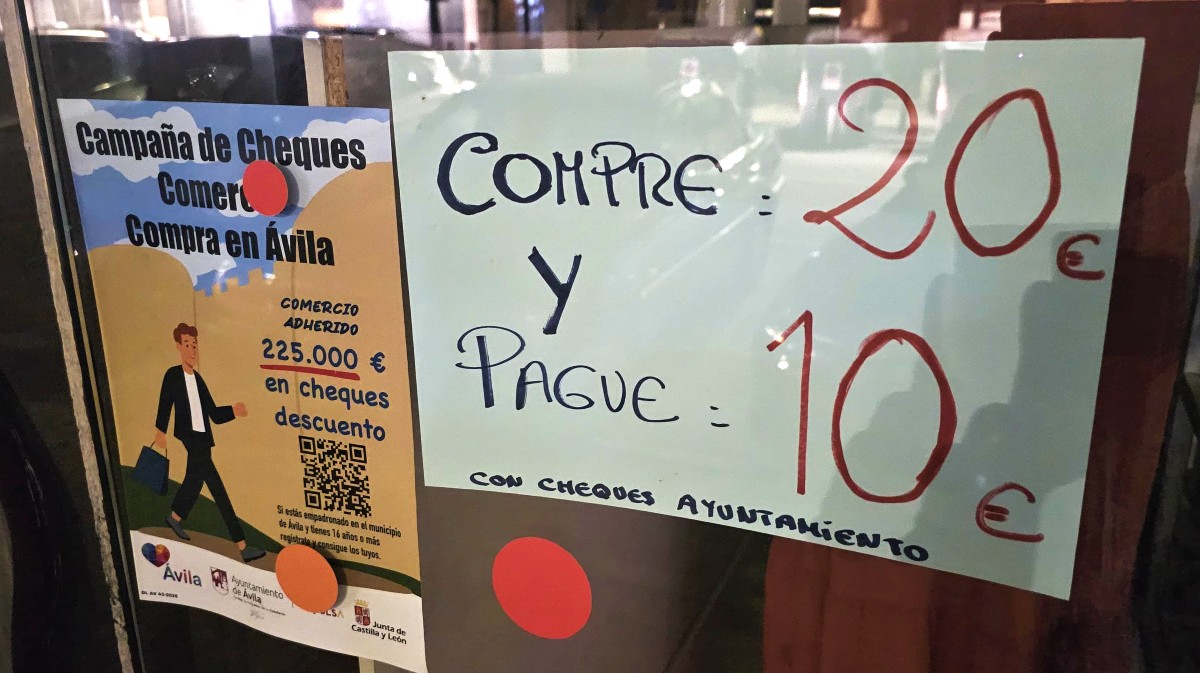 Campaña de Cheques
Comerc
Compra en Ávila
COMERCIO
ADHERIDO
225.000 €
en cheques
descuento
Si estás empadronado en el municipio
de Ávila y tienes 16 años o más
regístrate y consigue los tuyos.
Ávila
Ayuntamiento
de Ávila
Junta de
Castilla y León
COMPRE = 20 €
Y
PAGUE = 10 €
CON CHEQUES AYUNTAMIENTO